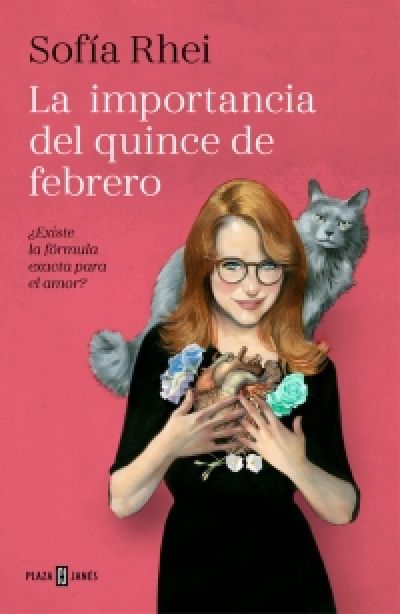 Sofía Rhei
La importancia
del quince de
febrero
¿Existe
la fórmula
exacta para
el amor?
PLAZA JANÉS